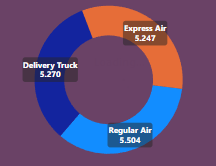 Express Air
5.247
Delivery Truck
5.270
Regular Air
5.504